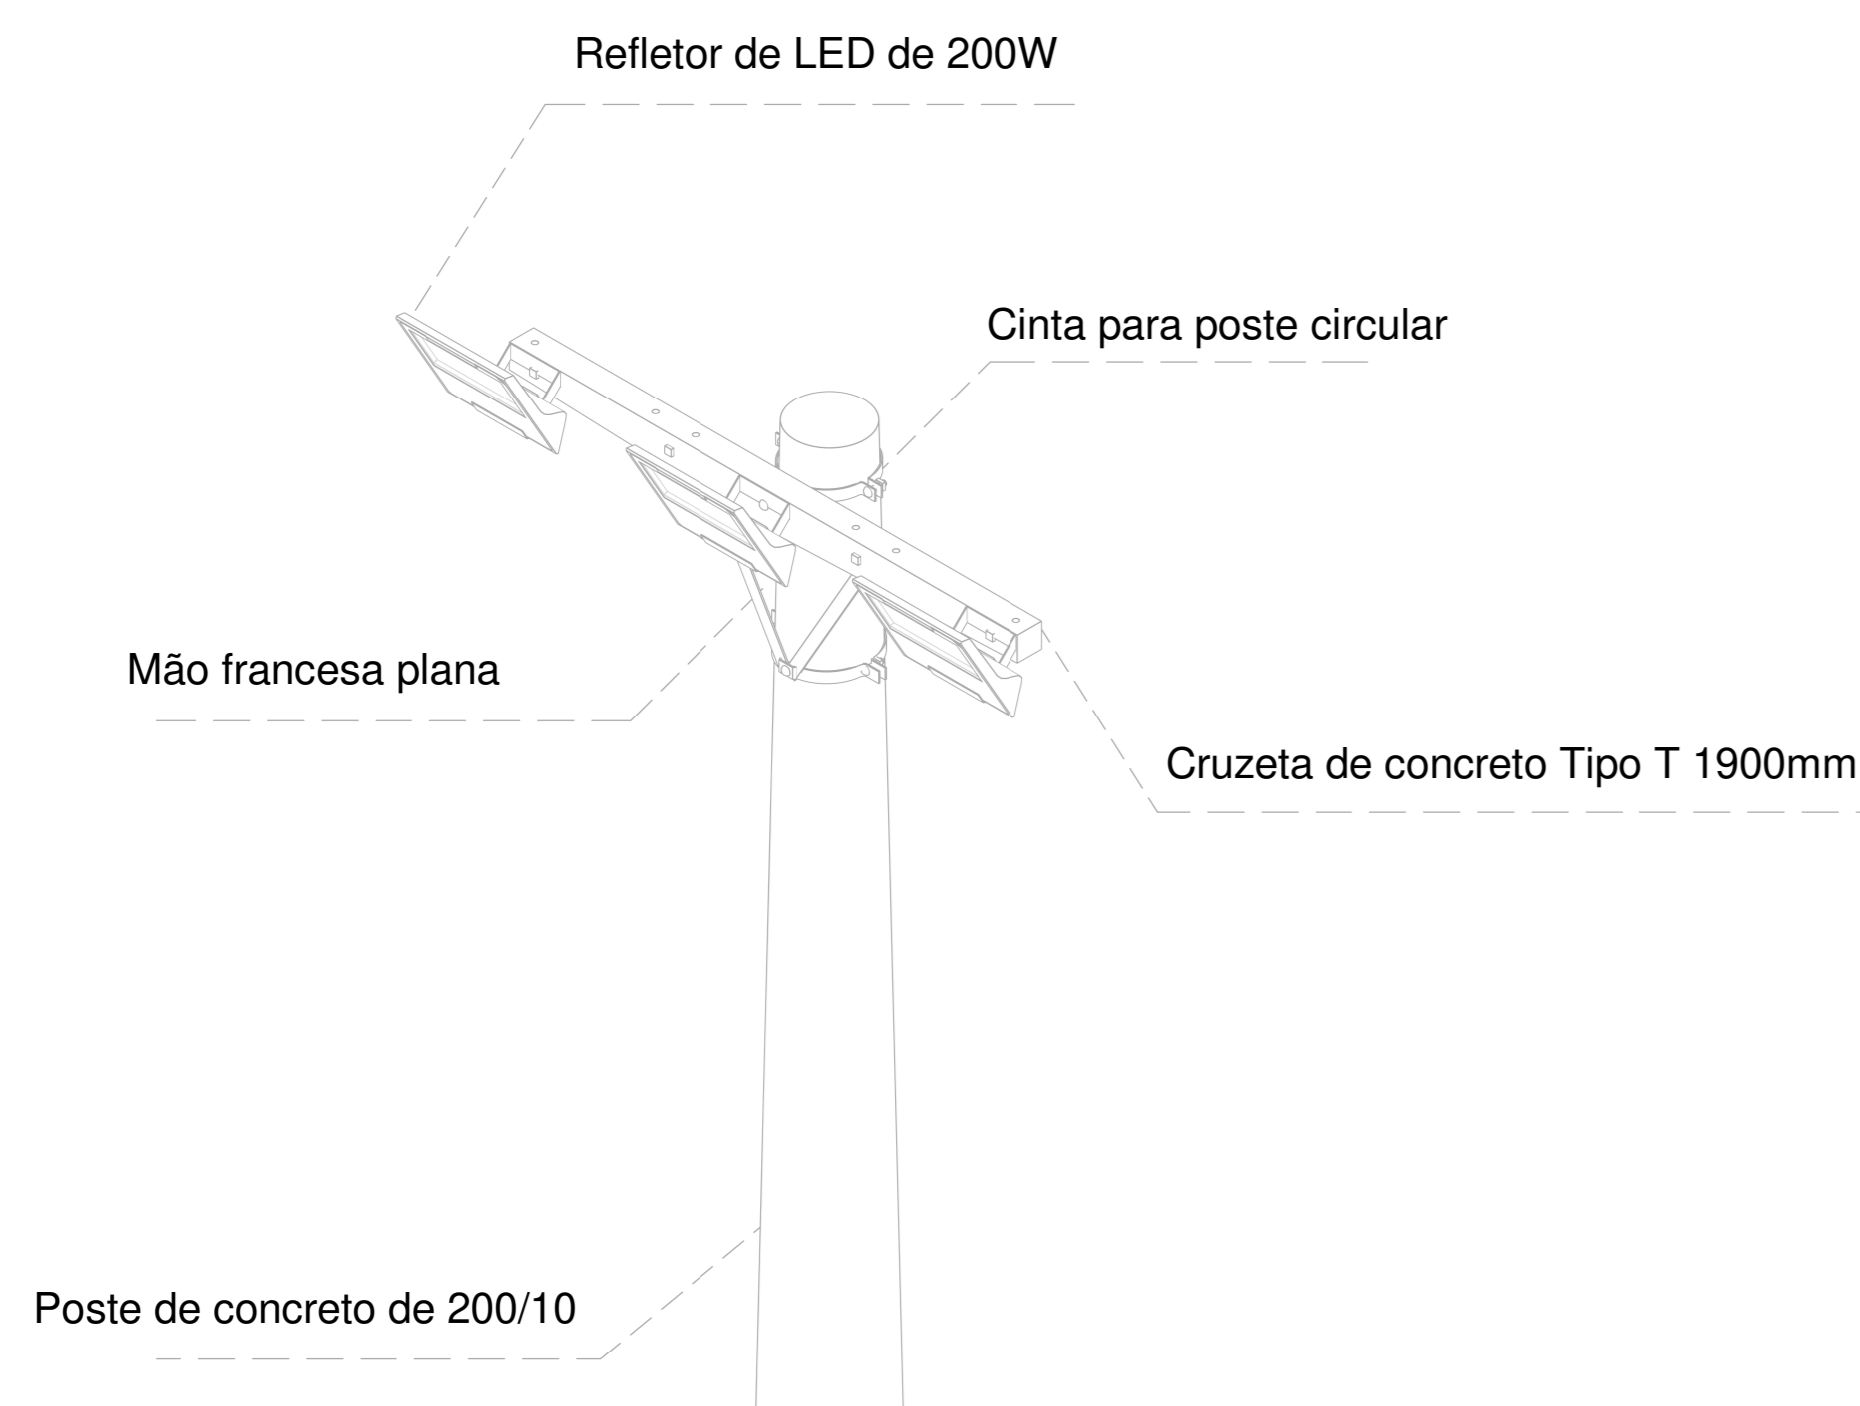 Refletor de LED de 200W
Cinta para poste circular
Mão francesa plana
Cruzeta de concreto Tipo T 1900mm
Poste de concreto de 200/10